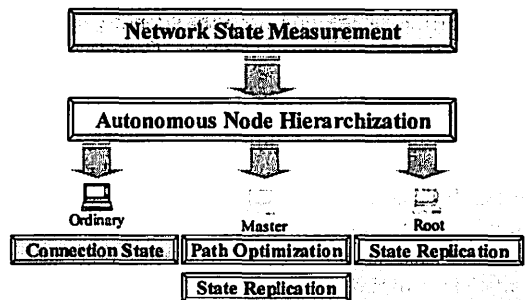 Network State Measurement
Autonomous Node Hierarchization
Ordinary
Master
Root
Connection State
Path Optimization
State Replication
State Replication